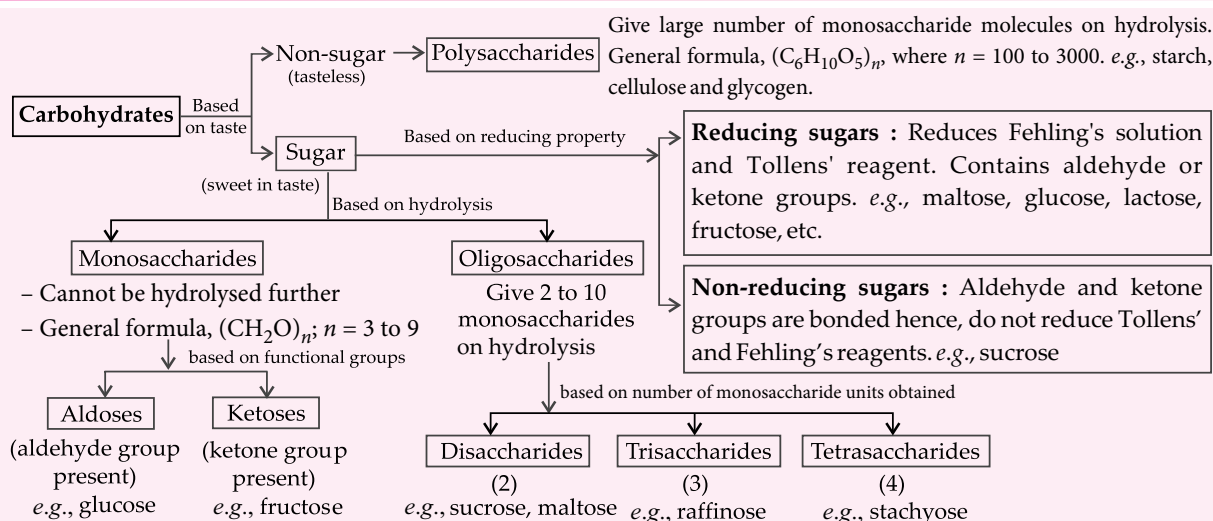 Give large number of monosaccharide molecules on hydrolysis.
General formula, (C₆H₁₀O₅)ₙ, where n = 100 to 3000. e.g., starch,
cellulose and glycogen.
Non-sugar
(tasteless)
Polysaccharides
Carbohydrates
Based
on taste
Sugar
(sweet in taste)
Based on reducing property
Reducing sugars : Reduces Fehling's solution
and Tollens' reagent. Contains aldehyde or
ketone groups. e.g., maltose, glucose, lactose,
fructose, etc.
Based on hydrolysis
Monosaccharides
– Cannot be hydrolysed further
– General formula, (CH₂O)ₙ; n = 3 to 9
Oligosaccharides
Give 2 to 10
monosaccharides
on hydrolysis
Non-reducing sugars : Aldehyde and ketone
groups are bonded hence, do not reduce Tollens’
and Fehling’s reagents. e.g., sucrose
based on functional groups
Aldoses
(aldehyde group
present)
e.g., glucose
Ketoses
(ketone group
present)
e.g., fructose
based on number of monosaccharide units obtained
Disaccharides
(2)
e.g., sucrose, maltose
Trisaccharides
(3)
e.g., raffinose
Tetrasaccharides
(4)
e.g., stachyose